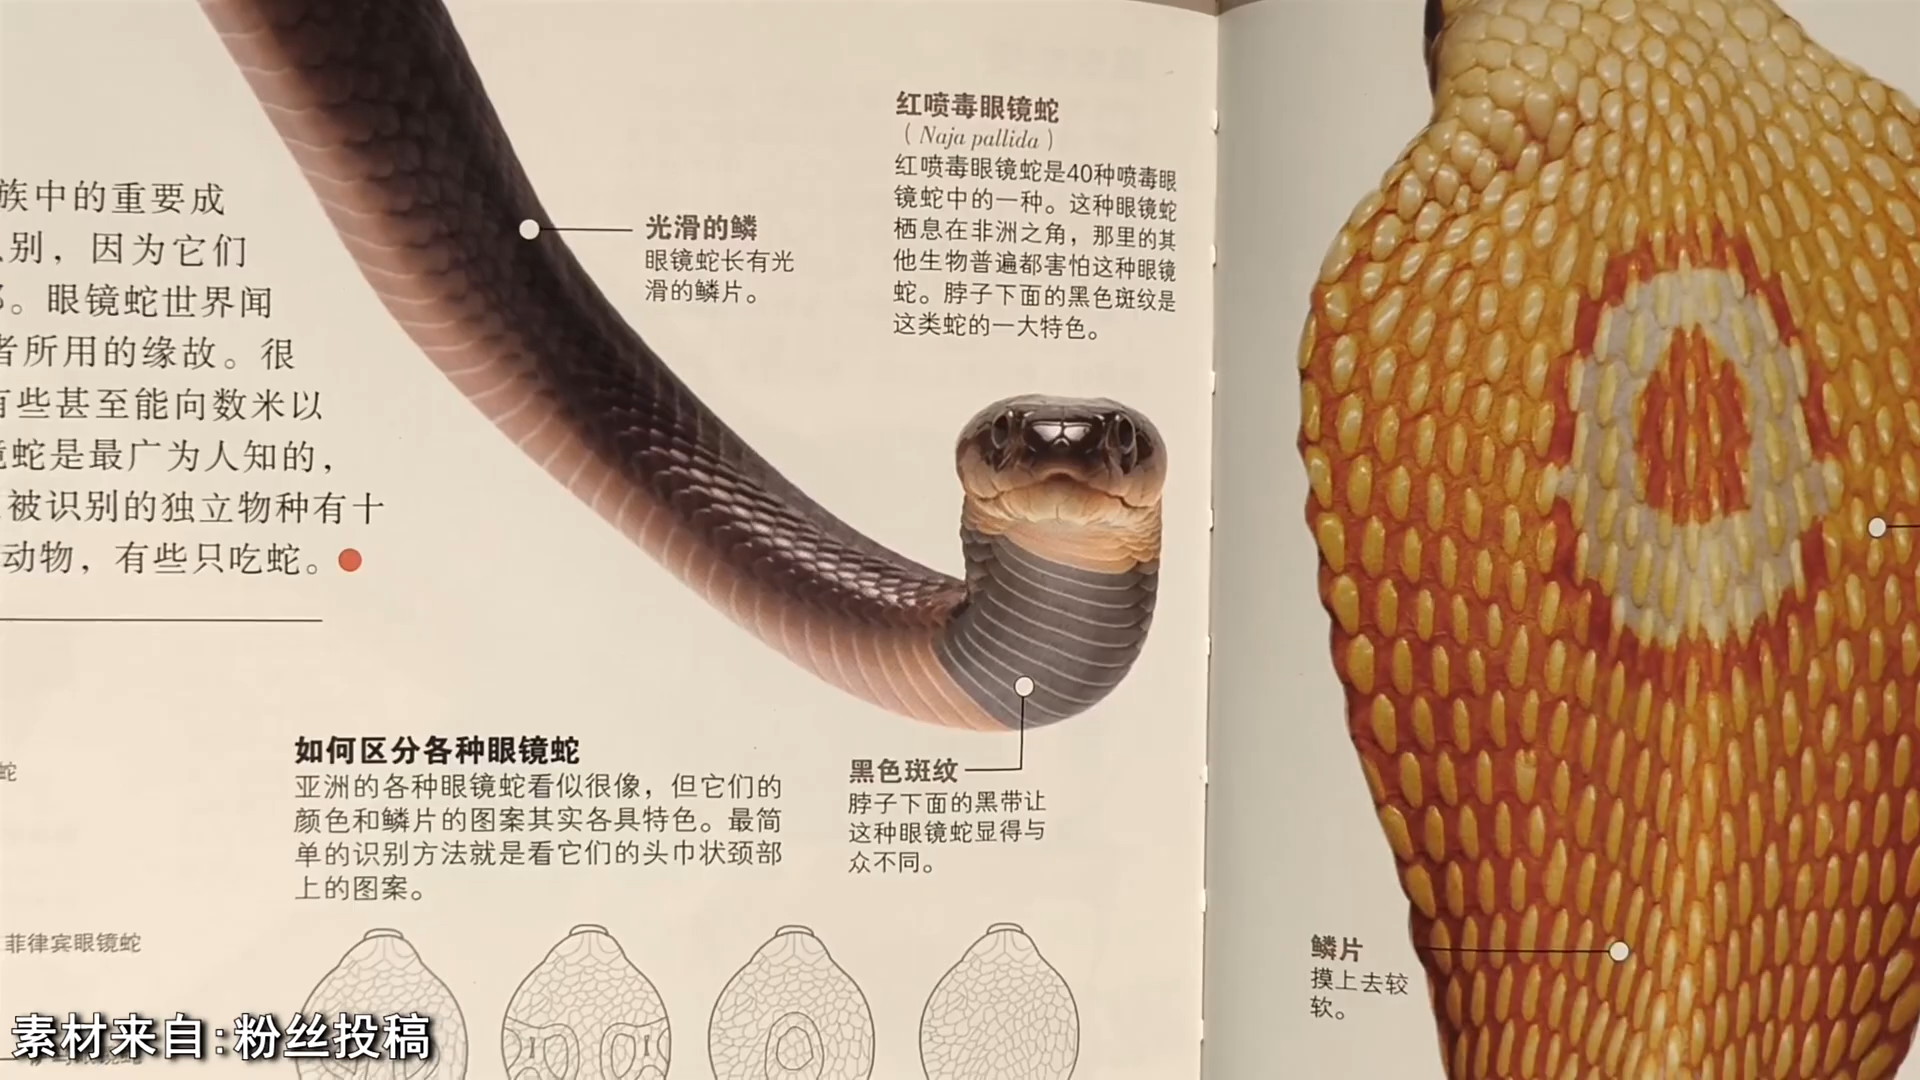 族中的重要成
别，因为它们
。眼镜蛇世界闻
者所用的缘故。很
有些甚至能向数米以
镜蛇是最广为人知的，
被识别的独立物种有十
动物，有些只吃蛇。
光滑的鳞
眼镜蛇长有光
滑的鳞片。
红喷毒眼镜蛇
（Naja pallida）
红喷毒眼镜蛇是40种喷毒眼
镜蛇中的一种。这种眼镜蛇
栖息在非洲之角，那里的其
他生物普遍都害怕这种眼镜
蛇。脖子下面的黑色斑纹是
这类蛇的一大特色。
如何区分各种眼镜蛇
亚洲的各种眼镜蛇看似很像，但它们的
颜色和鳞片的图案其实各具特色。最简
单的识别方法就是看它们的头巾状颈部
上的图案。
黑色斑纹
脖子下面的黑带让
这种眼镜蛇显得与
众不同。
蛇
菲律宾眼镜蛇
鳞片
摸上去较
软。
素材来自:粉丝投稿